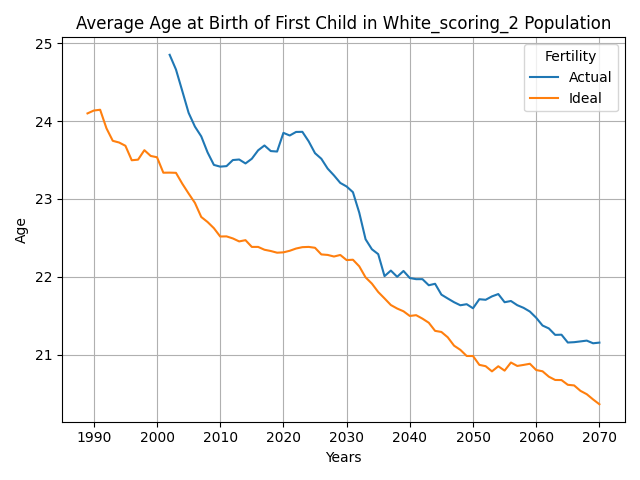 Average Age at Birth of First Child in White_scoring_2 Population
Fertility
Actual
Ideal
Age
25
24
23
22
21
1990 2000 2010 2020 2030 2040 2050 2060 2070
Years